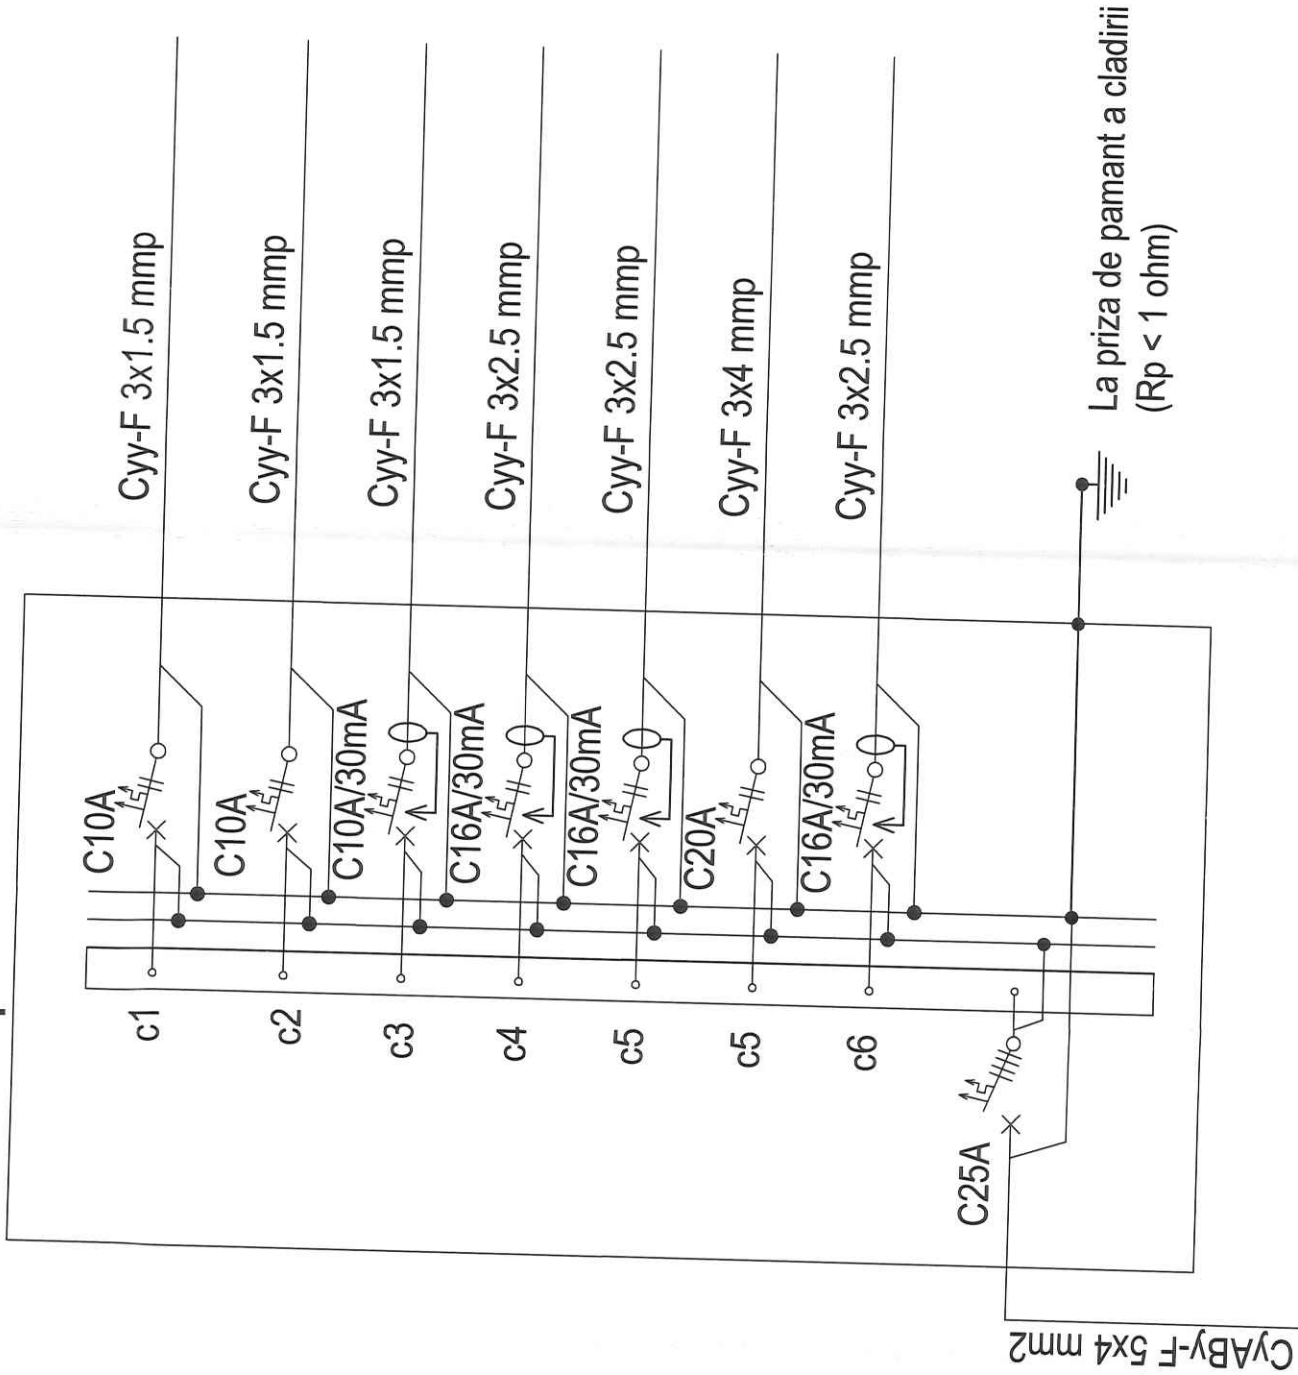 Cyy-F 3x1.5 mmp
Cyy-F 3x1.5 mmp
Cyy-F 3x1.5 mmp
Cyy-F 3x2.5 mmp
Cyy-F 3x2.5 mmp
Cyy-F 3x4 mmp
Cyy-F 3x2.5 mmp
La priza de pamant a cladirii
(Rp < 1 ohm)
C10A
C10A
C10A/30mA
C16A/30mA
C16A/30mA
C20A
C16A/30mA
c1
c2
c3
c4
c5
c5
c6
C25A
CyABy-F 5x4 mm2